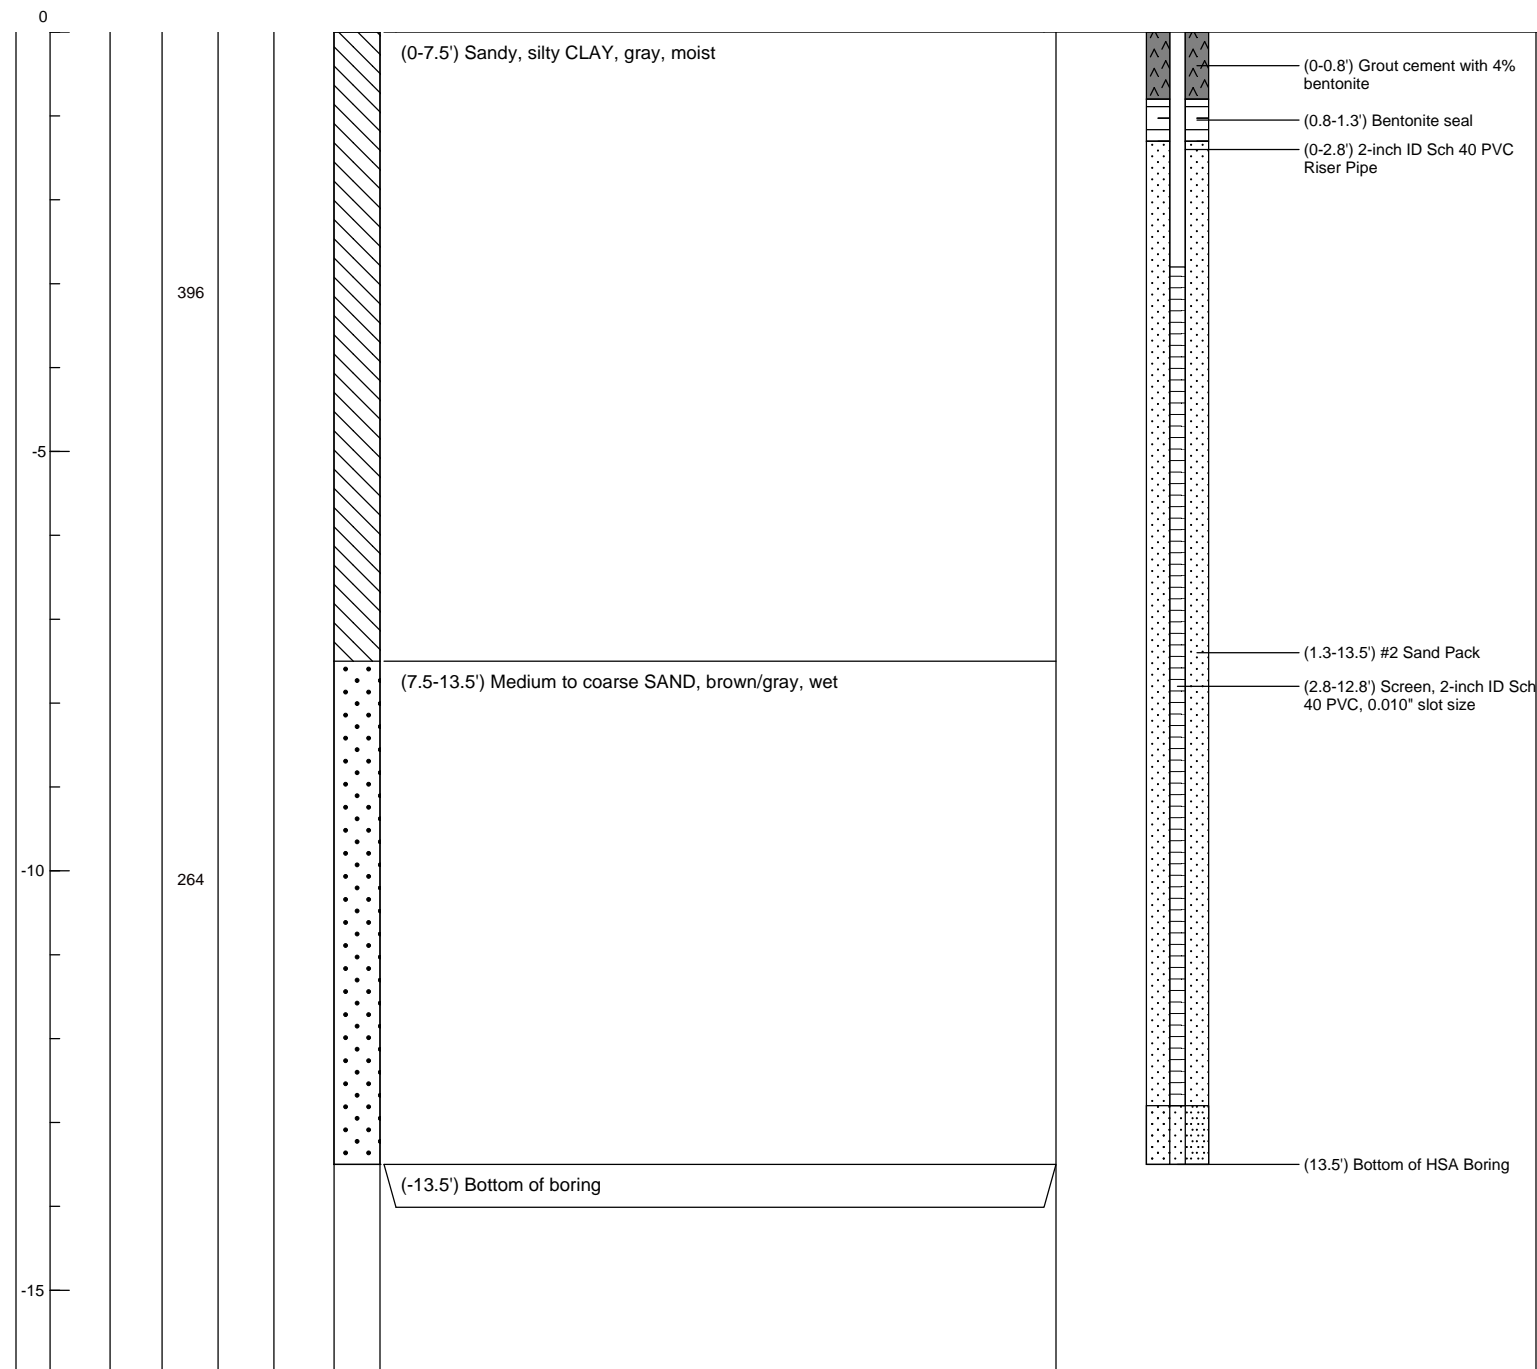 0
(0-7.5') Sandy, silty CLAY, gray, moist
(0-0.8') Grout cement with 4%
bentonite
(0.8-1.3') Bentonite seal
(0-2.8') 2-inch ID Sch 40 PVC
Riser Pipe
396
-5
(1.3-13.5') #2 Sand Pack
(7.5-13.5') Medium to coarse SAND, brown/gray, wet
(2.8-12.8') Screen, 2-inch ID Sch
40 PVC, 0.010" slot size
-10
264
(13.5') Bottom of HSA Boring
(-13.5') Bottom of boring
-15